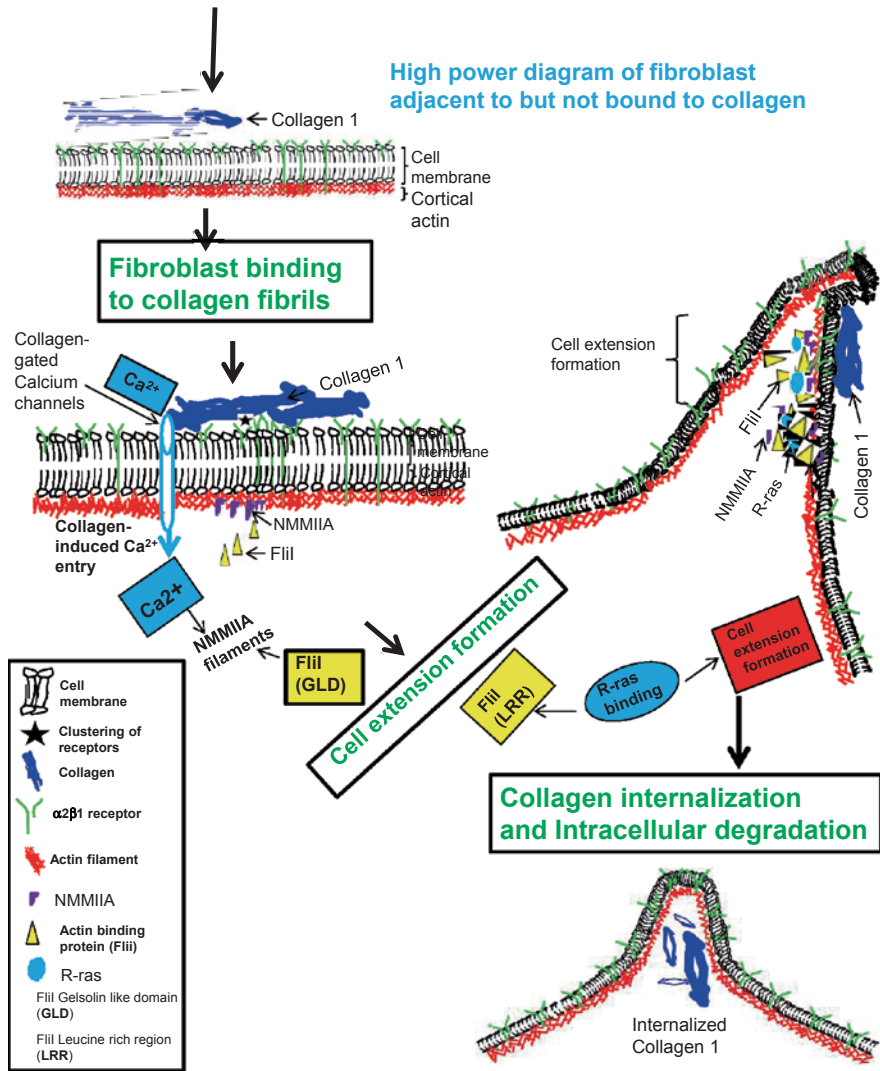 High power diagram of fibroblast
adjacent to but not bound to collagen
Collagen 1
Cell
membrane
Cortical
actin
Fibroblast binding
to collagen fibrils
Collagen-
gated
Calcium
channels
Ca²⁺
Collagen 1
Cell
membrane
Cortical
actin
NMMIIA
FliI
Collagen-
induced Ca²⁺
entry
Ca2+
NMMIIA
filaments
FliI
(GLD)
Cell extension formation
FliI
(LRR)
R-ras
binding
Cell
extension
formation
Cell extension
formation
FliI
NMMIIA
R-ras
Collagen 1
Collagen internalization
and Intracellular degradation
Internalized
Collagen 1
Cell
membrane
Clustering of
receptors
Collagen
α2β1 receptor
Actin filament
NMMIIA
Actin binding
protein (Flii)
R-ras
FliI Gelsolin like domain
(GLD)
FliI Leucine rich region
(LRR)